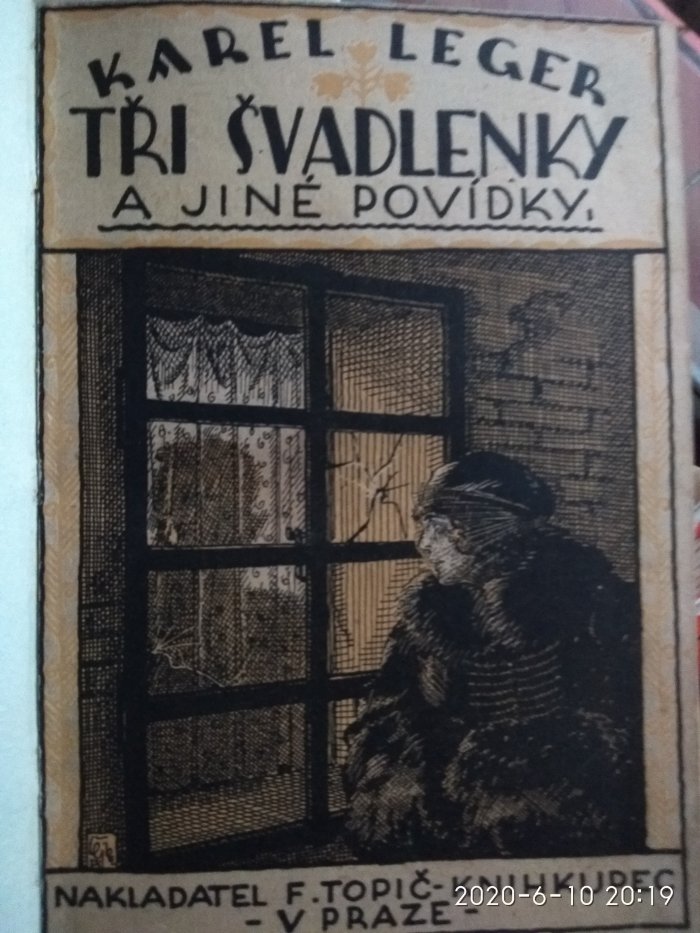 KAREL LEGER
TŘI ŠVADLENKY
A JINÉ POVÍDKY.
NAKLADATEL F. TOPIČ - KNIHKUPEC
- V PRAZE -
2020-6-10 20:19